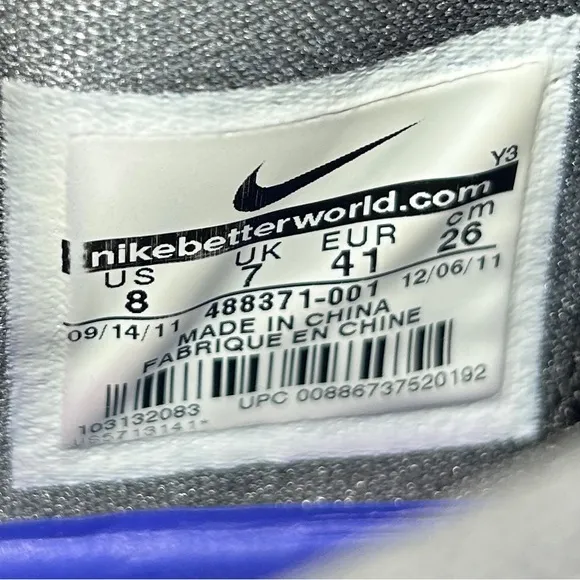 Y3
nikebetterworld.com
US UK EUR cm
8 7 41 26
09/14/11 488371-001 12/06/11
MADE IN CHINA
FABRIQUE EN CHINE
103132083 UPC 00886737520192
US5713141*